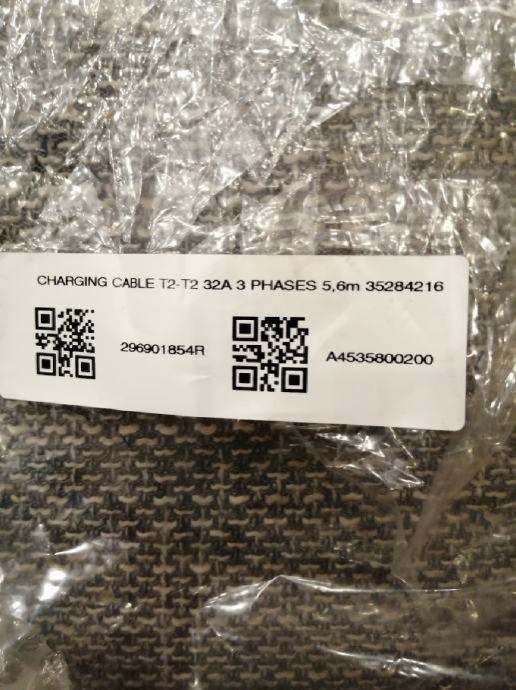 CHARGING CABLE T2-T2 32A 3 PHASES 5,6m 35284216
296901854R
A4535800200